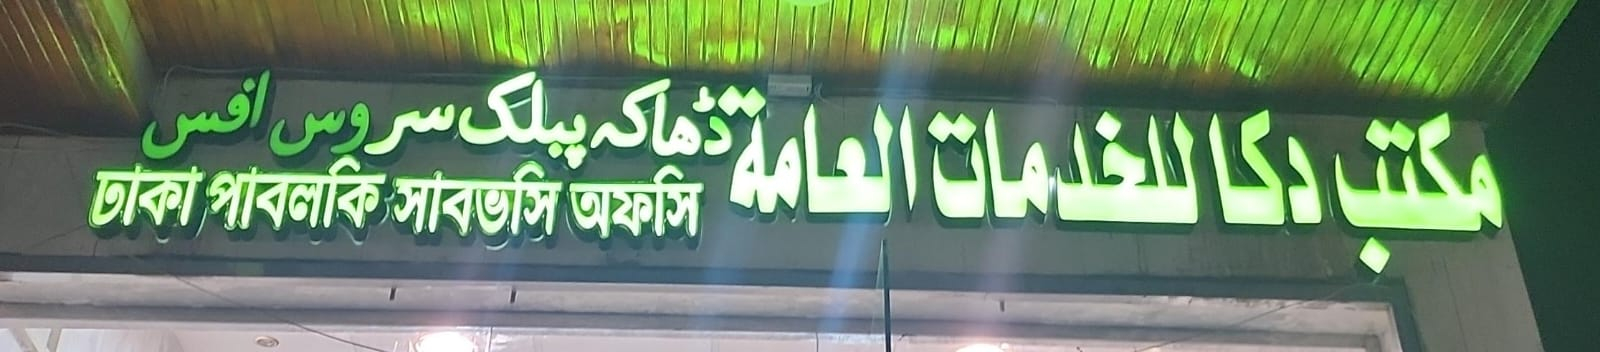 مكتب دكا للخدمات العامة
ڈھاکہ پبلک سروس افس
ঢাকা পাবলকি সাবভসি অফসি